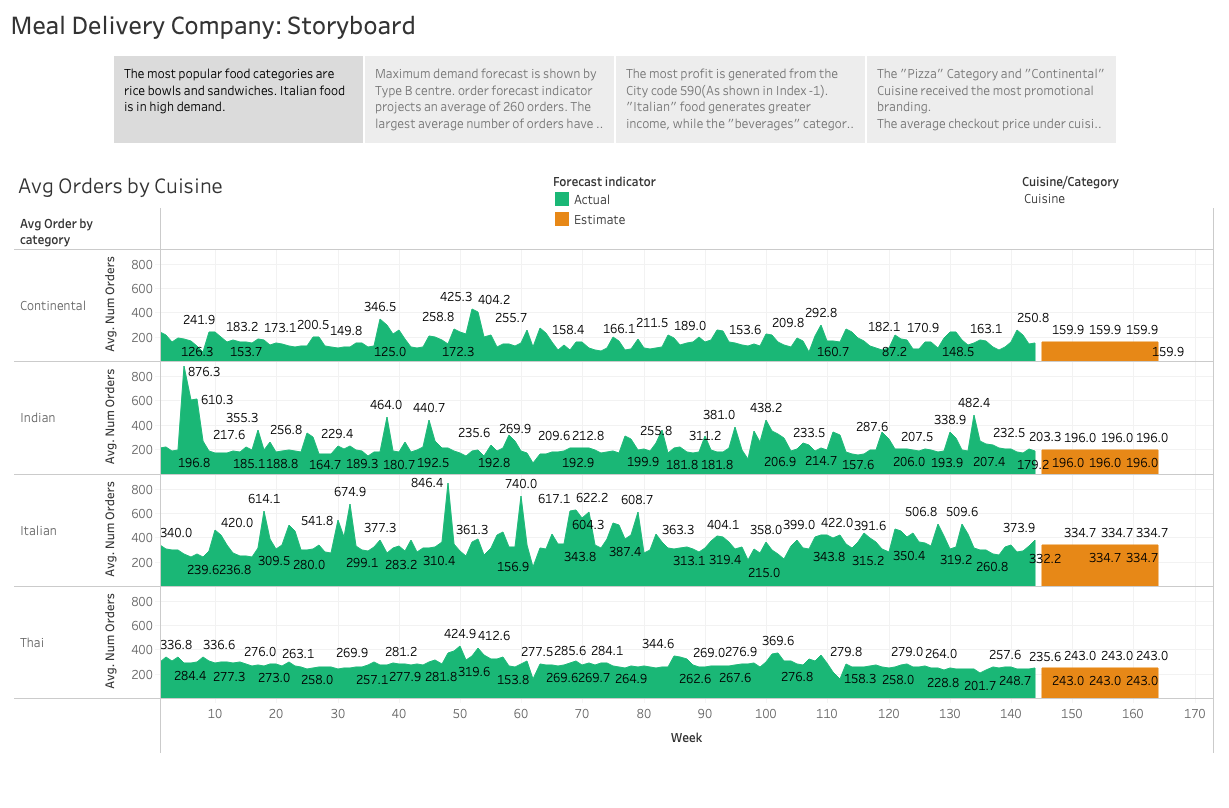 Meal Delivery Company: Storyboard
The most popular food categories are
rice bowls and sandwiches. Italian food
is in high demand.
Maximum demand forecast is shown by
Type B centre. order forecast indicator
projects an average of 260 orders. The
largest average number of orders have ..
The most profit is generated from the
City code 590(As shown in Index -1).
"Italian" food generates greater
income, while the "beverages" categor..
The "Pizza" Category and "Continental"
Cuisine received the most promotional
branding.
The average checkout price under cuisi..
Avg Orders by Cuisine
Forecast indicator
Actual
Estimate
Cuisine/Category
Cuisine
Avg Order by
category
Continental
Avg. Num Orders
800
600
400
200
241.9 183.2 173.1 200.5 149.8 346.5 258.8 425.3 404.2 255.7 158.4 166.1 211.5 189.0 153.6 209.8 292.8 182.1 170.9 163.1 250.8 159.9 159.9 159.9
126.3 153.7 125.0 172.3 160.7 87.2 148.5 159.9
Indian
Avg. Num Orders
800
600
400
200
876.3 610.3 217.6 355.3 256.8 229.4 464.0 440.7 235.6 269.9 209.6 212.8 255.8 311.2 381.0 438.2 233.5 287.6 207.5 338.9 482.4 232.5 203.3 196.0 196.0 196.0
196.8 185.1 188.8 164.7 189.3 180.7 192.5 192.8 192.9 199.9 181.8 181.8 206.9 214.7 157.6 206.0 193.9 207.4 179.2 196.0 196.0 196.0
Italian
Avg. Num Orders
800
600
400
200
340.0 420.0 614.1 541.8 674.9 377.3 846.4 361.3 740.0 617.1 622.2 604.3 608.7 363.3 404.1 358.0 399.0 422.0 391.6 506.8 509.6 373.9 334.7 334.7 334.7
239.6 236.8 309.5 280.0 299.1 283.2 310.4 156.9 343.8 387.4 313.1 319.4 215.0 343.8 315.2 350.4 319.2 260.8 332.2 334.7 334.7
Thai
Avg. Num Orders
800
600
400
200
336.8 336.6 276.0 263.1 269.9 281.2 424.9 412.6 277.5 285.6 284.1 344.6 269.0 276.9 369.6 279.8 279.0 264.0 257.6 235.6 243.0 243.0 243.0
284.4 277.3 273.0 258.0 257.1 277.9 281.8 319.6 153.8 269.6 269.7 264.9 262.6 267.6 276.8 158.3 258.0 228.8 201.7 248.7 243.0 243.0 243.0
10 20 30 40 50 60 70 80 90 100 110 120 130 140 150 160 170
Week